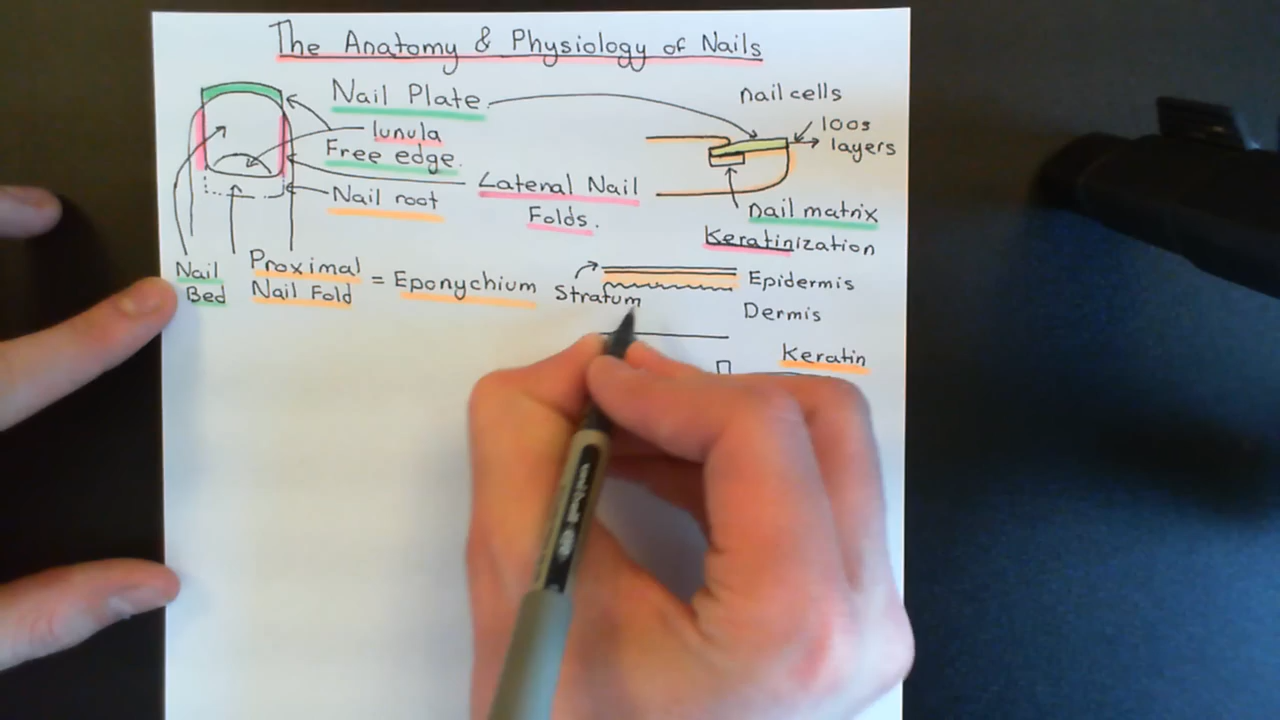 The Anatomy & Physiology of Nails
Nail Plate
lunula
Free edge.
Nail root
Latenal Nail
Folds.
nail cells
100s
layers
nail matrix
Keratinization
Nail
Bed
Proximal
Nail Fold
= Eponychium
Stratum
Epidermis
Dermis
Keratin